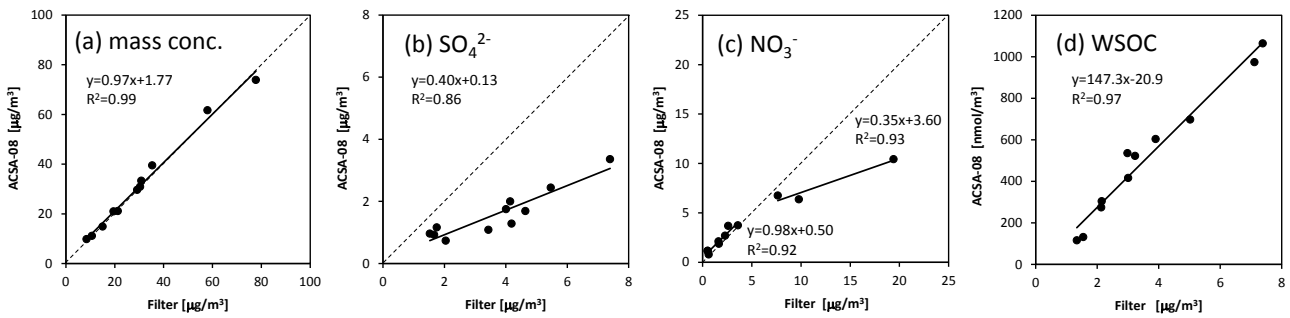 (a) mass conc.
y=0.97x+1.77
R²=0.99
ACSA-08 [µg/m³]
100
80
60
40
20
0
0 20 40 60 80 100
Filter [µg/m³]
(b) SO₄²⁻
y=0.40x+0.13
R²=0.86
ACSA-08 [µg/m³]
8
6
4
2
0
0 2 4 6 8
Filter [µg/m³]
(c) NO₃⁻
y=0.35x+3.60
R²=0.93
y=0.98x+0.50
R²=0.92
ACSA-08 [µg/m³]
25
20
15
10
5
0
0 5 10 15 20 25
Filter [µg/m³]
(d) WSOC
y=147.3x-20.9
R²=0.97
ACSA-08 [nmol/m³]
1000
800
600
400
200
0
0 2 4 6 8
Filter [µg/m³]